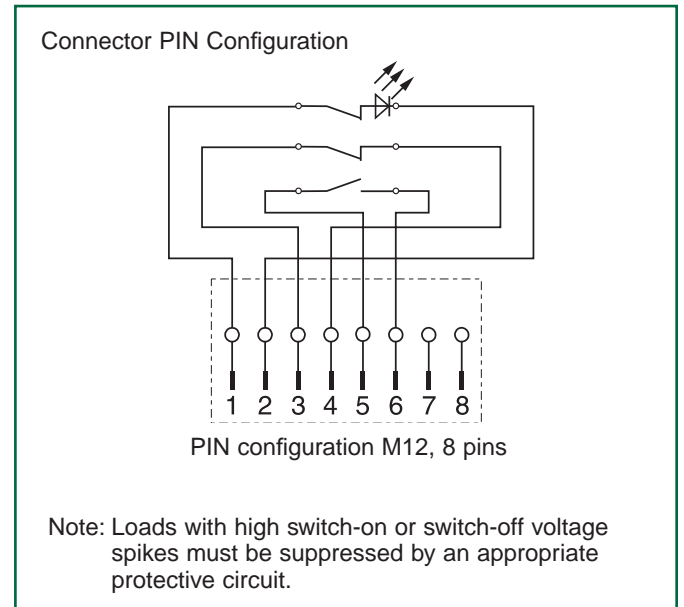 Connector PIN Configuration
1 2 3 4 5 6 7 8
PIN configuration M12, 8 pins
Note: Loads with high switch-on or switch-off voltage
spikes must be suppressed by an appropriate
protective circuit.